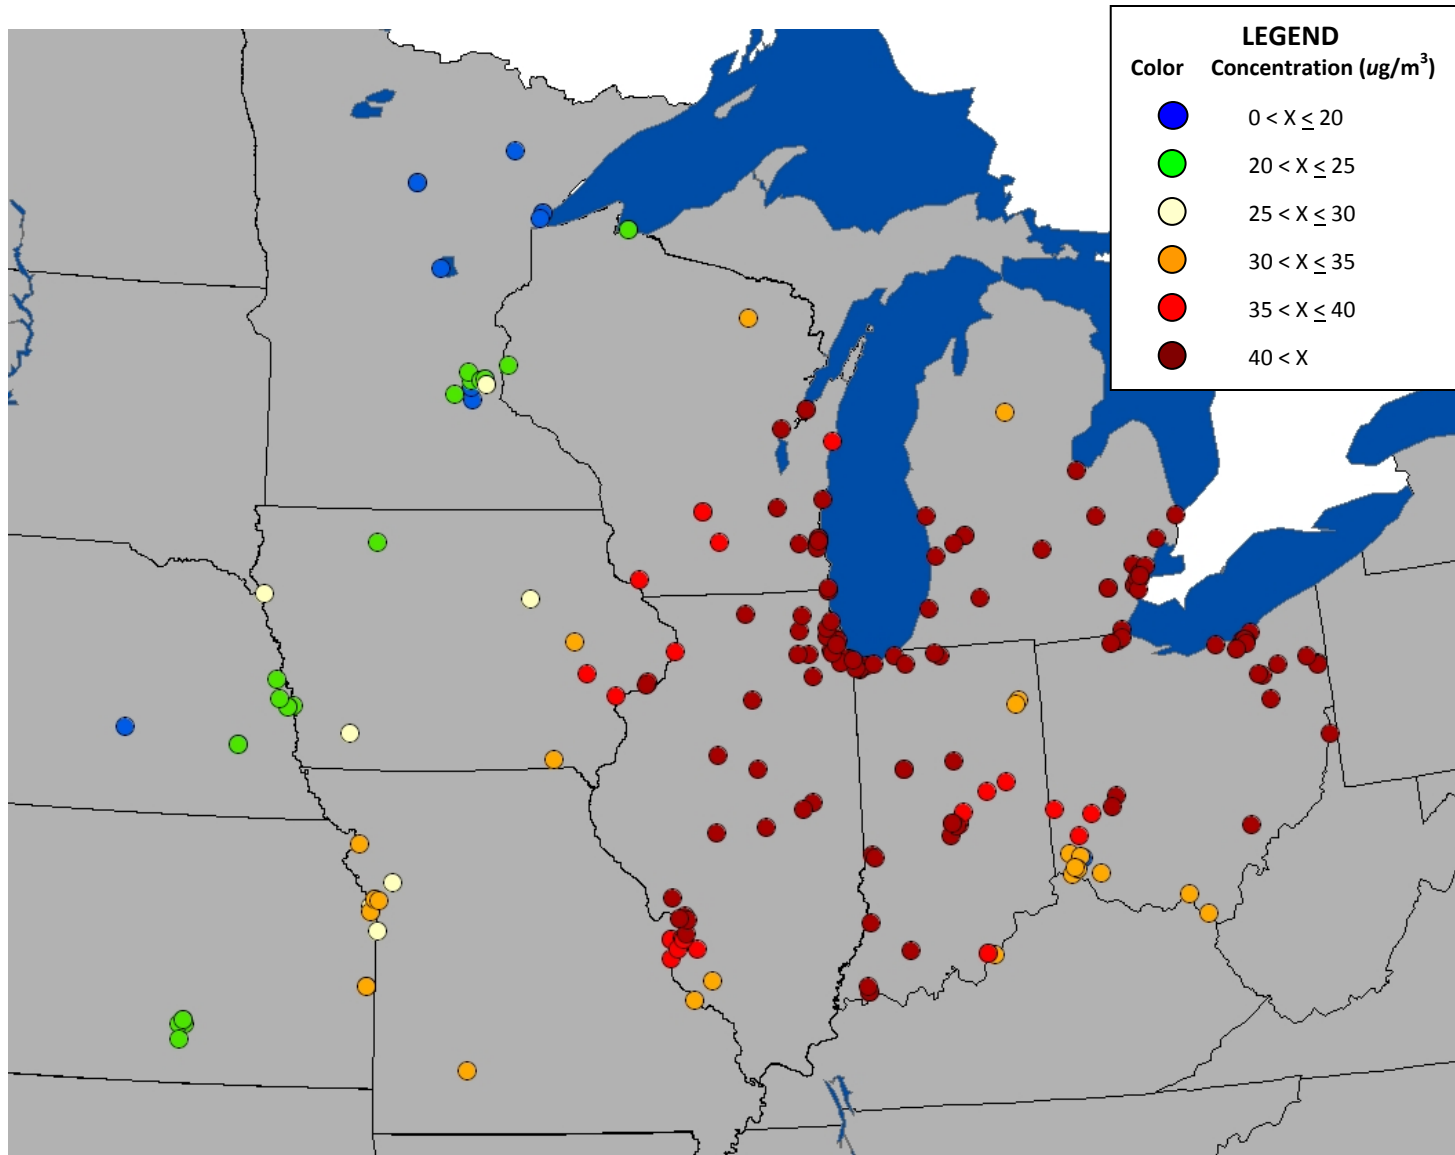 LEGEND
Color Concentration (ug/m³)
0 < X ≤ 20
20 < X ≤ 25
25 < X ≤ 30
30 < X ≤ 35
35 < X ≤ 40
40 < X